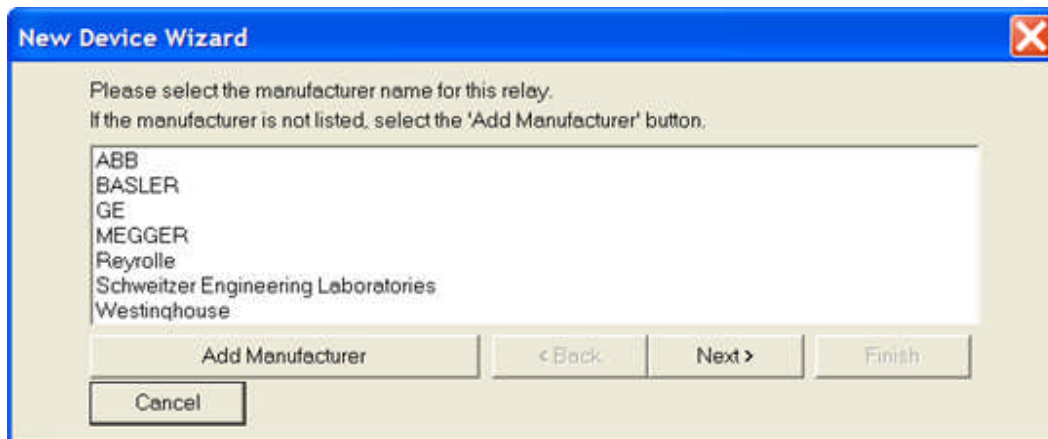 New Device Wizard
Please select the manufacturer name for this relay.
If the manufacturer is not listed, select the 'Add Manufacturer' button.
ABB
BASLER
GE
MEGGER
Reyrolle
Schweitzer Engineering Laboratories
Westinghouse
Add Manufacturer < Back Next > Finish
Cancel